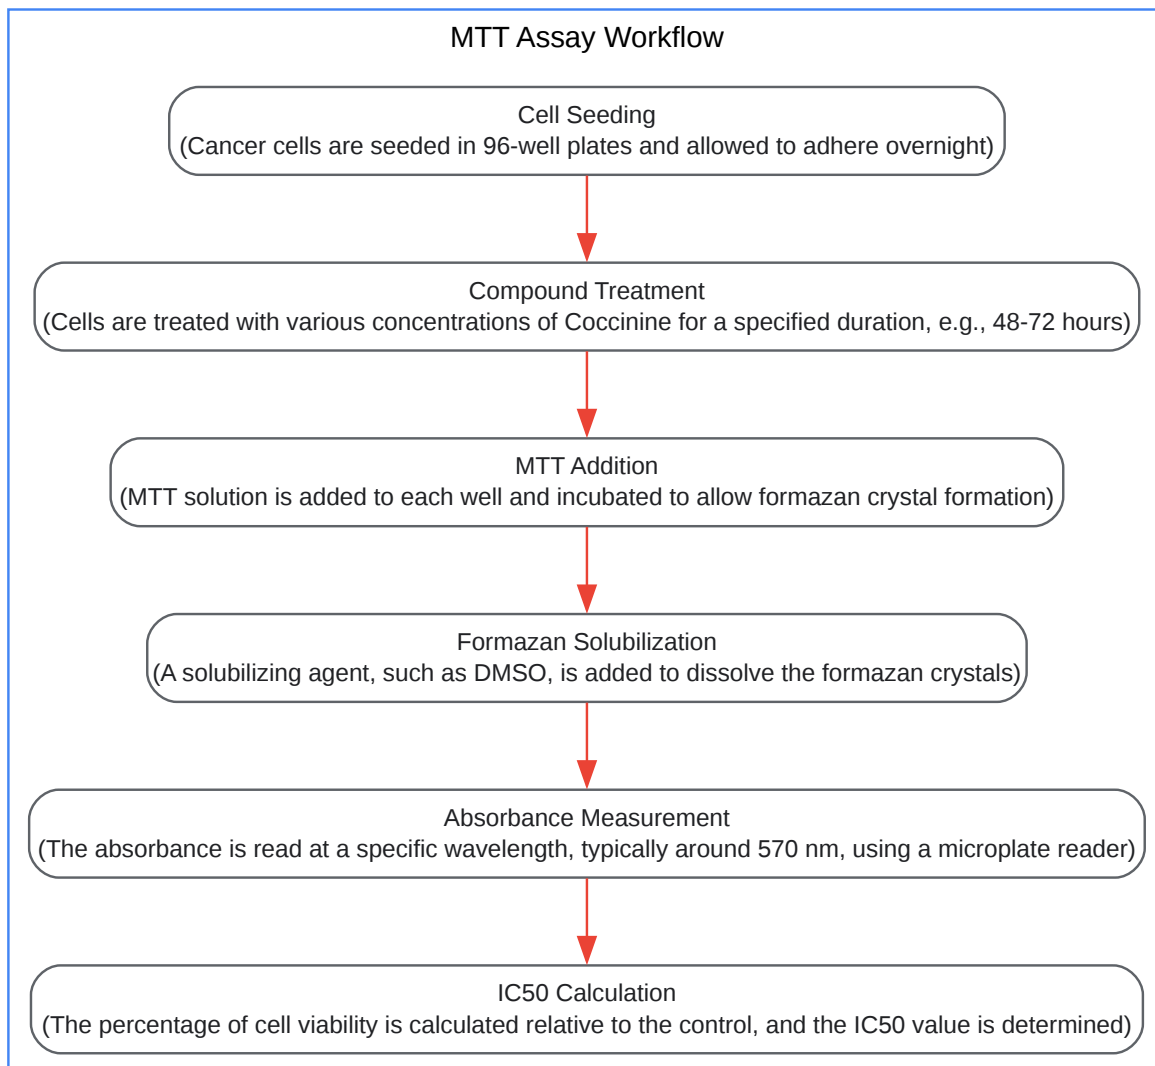 MTT Assay Workflow
Cell Seeding
(Cancer cells are seeded in 96-well plates and allowed to adhere overnight)
Compound Treatment
(Cells are treated with various concentrations of Coccinine for a specified duration, e.g., 48-72 hours)
MTT Addition
(MTT solution is added to each well and incubated to allow formazan crystal formation)
Formazan Solubilization
(A solubilizing agent, such as DMSO, is added to dissolve the formazan crystals)
Absorbance Measurement
(The absorbance is read at a specific wavelength, typically around 570 nm, using a microplate reader)
IC50 Calculation
(The percentage of cell viability is calculated relative to the control, and the IC50 value is determined)